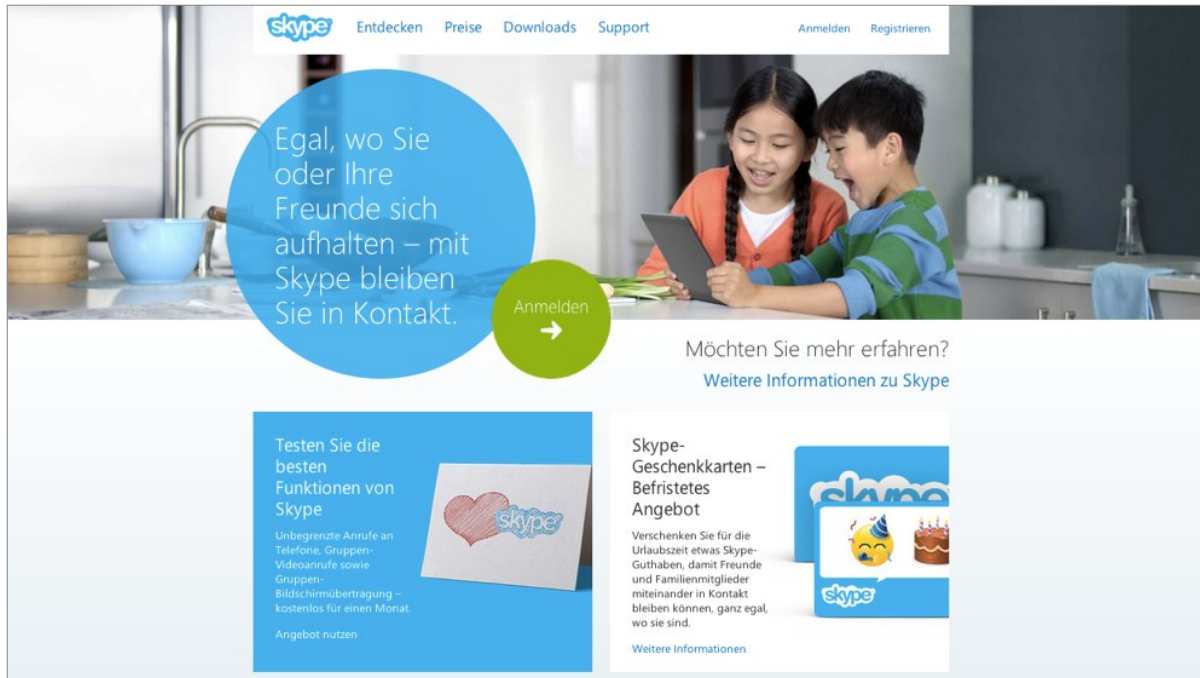 skype
Entdecken Preise Downloads Support
Anmelden Registrieren
Egal, wo Sie
oder Ihre
Freunde sich
aufhalten – mit
Skype bleiben
Sie in Kontakt.
Anmelden
Möchten Sie mehr erfahren?
Weitere Informationen zu Skype
Testen Sie die
besten
Funktionen von
Skype
Unbegrenzte Anrufe an
Telefone, Gruppen-
Videoanrufe sowie
Gruppen-
Bildschirmübertragung –
kostenlos für einen Monat.
Angebot nutzen
skype
Skype-
Geschenkkarten –
Befristetes
Angebot
Verschenken Sie für die
Urlaubszeit etwas Skype-
Guthaben, damit Freunde
und Familienmitglieder
miteinander in Kontakt
bleiben können, ganz egal,
wo sie sind.
Weitere Informationen
skype
skype